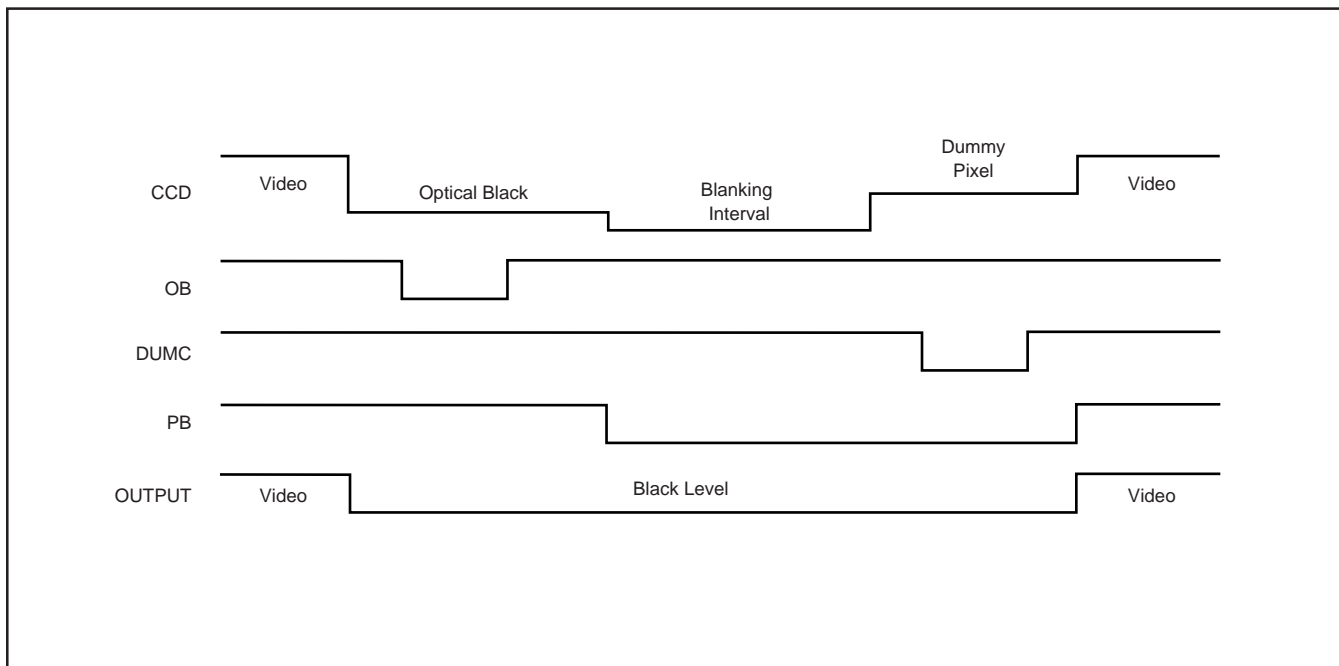 CCD
Video
Optical Black
Blanking
Interval
Dummy
Pixel
Video
OB
DUMC
PB
OUTPUT
Video
Black Level
Video